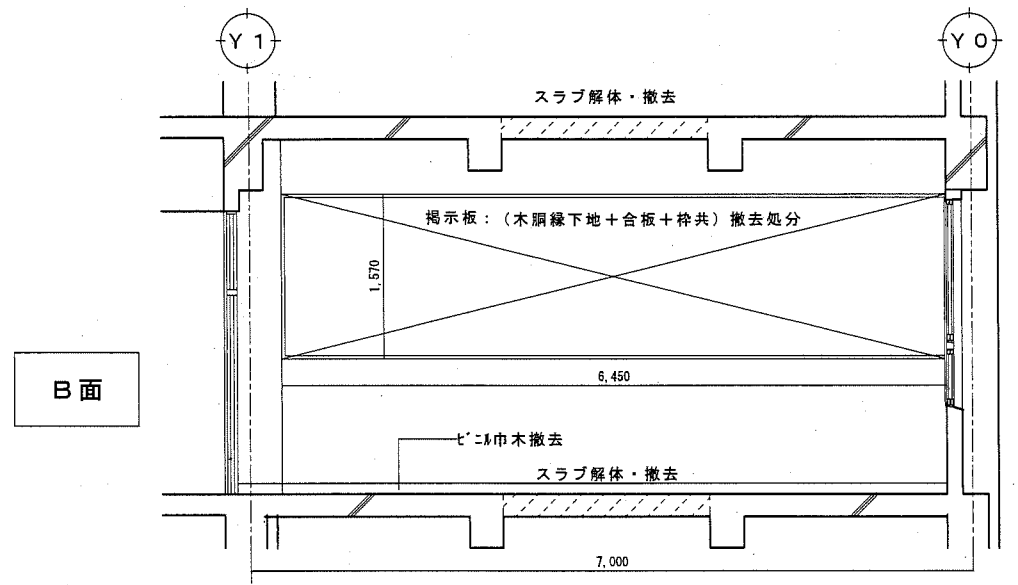 Y 1
Y 0
スラブ解体・撤去
掲示板：（木胴縁下地＋合板＋枠共）撤去処分
1,570
6,450
B面
ﾋﾞﾆﾙ巾木撤去
スラブ解体・撤去
7,000